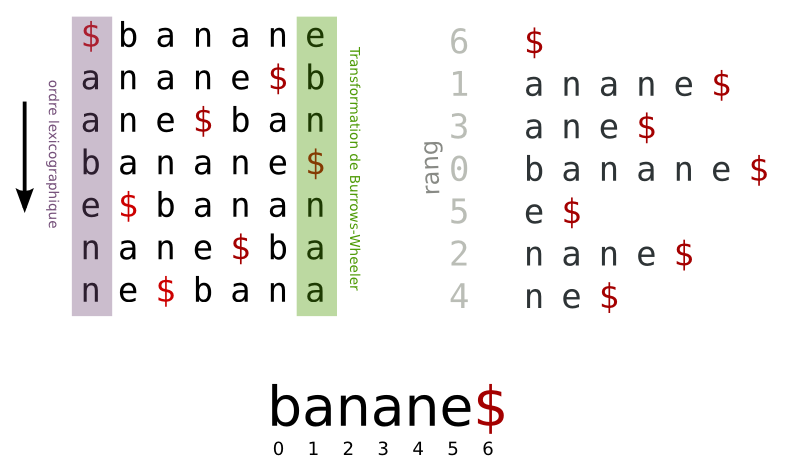 ordre lexicographique
$ b a n a n e
a n a n e $ b
a n e $ b a n
b a n a n e $
e $ b a n a n
n a n e $ b a
n e $ b a n a
Transformation de Burrows-Wheeler
rang
6 $
1 a n a n e $
3 a n e $
0 b a n a n e $
5 e $
2 n a n e $
4 n e $
banane$
0 1 2 3 4 5 6